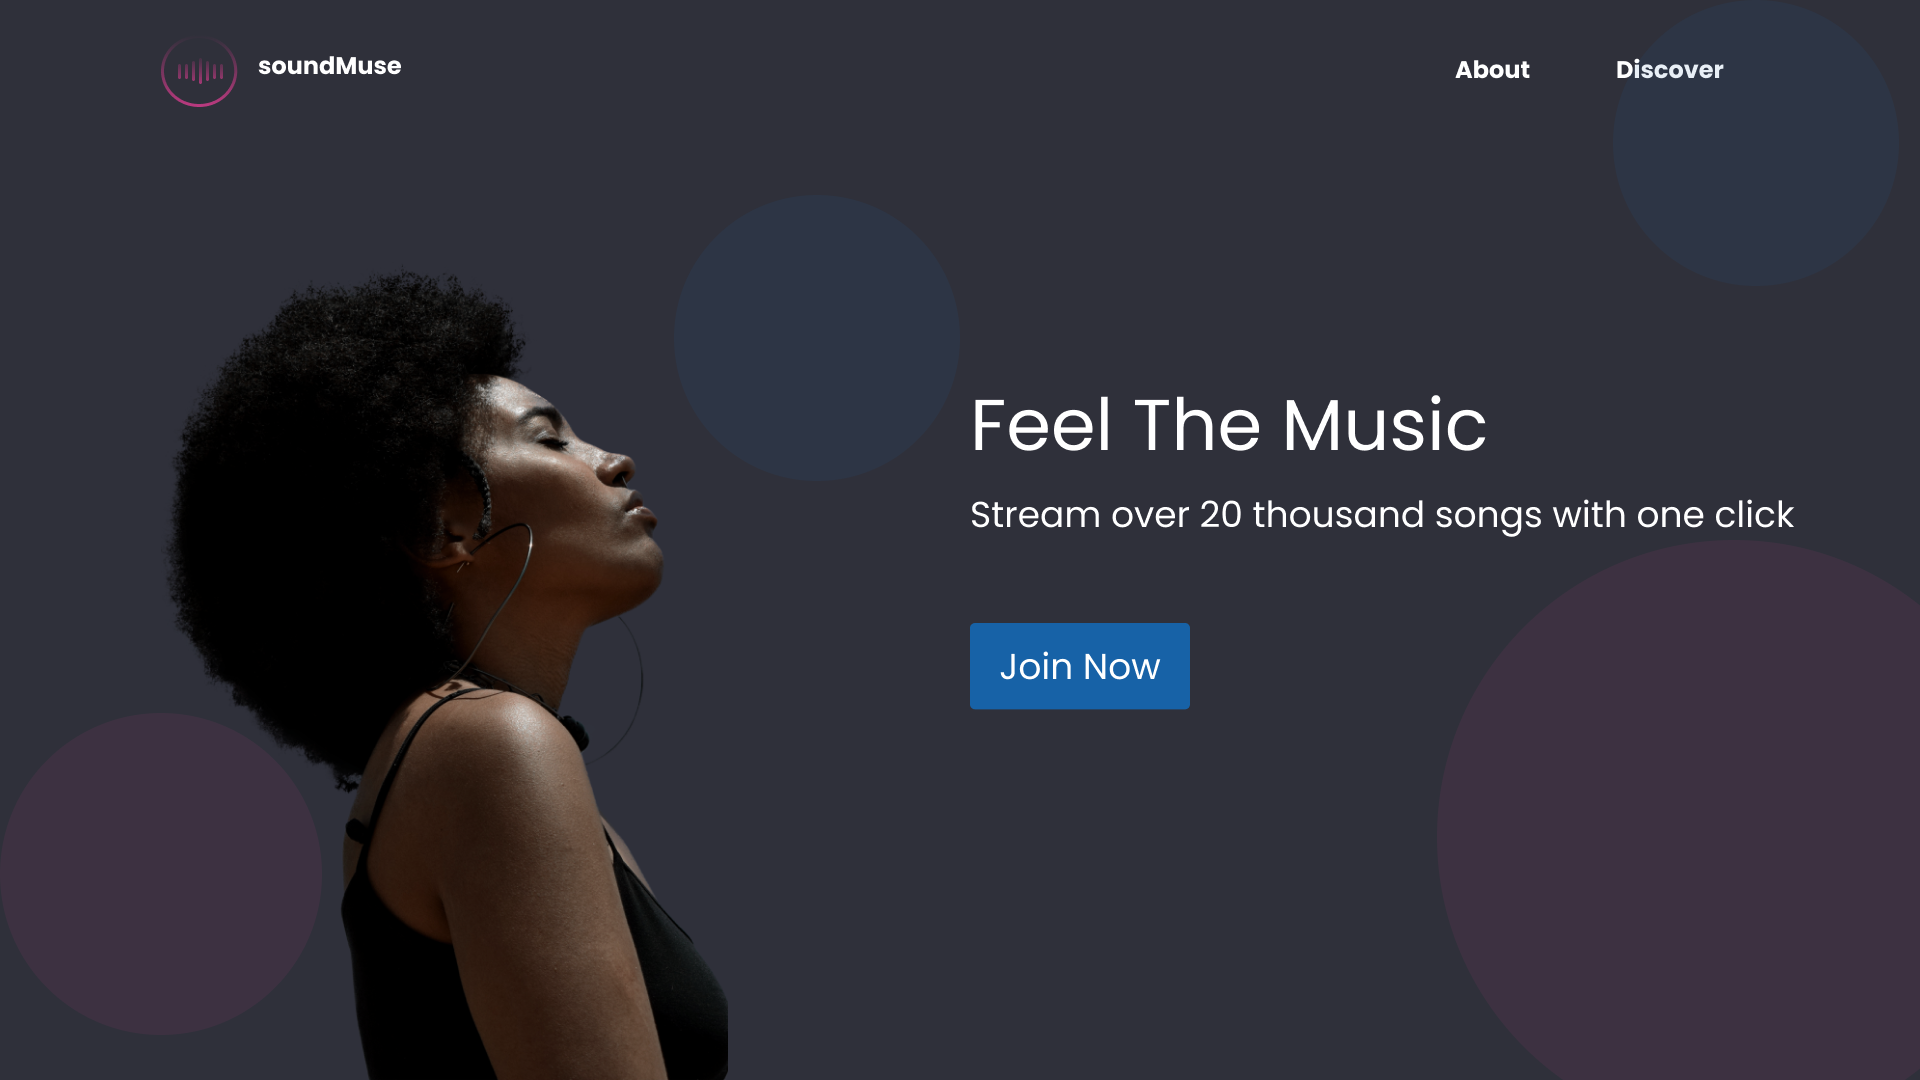 soundMuse
About
Discover
Feel The Music
Stream over 20 thousand songs with one click
Join Now